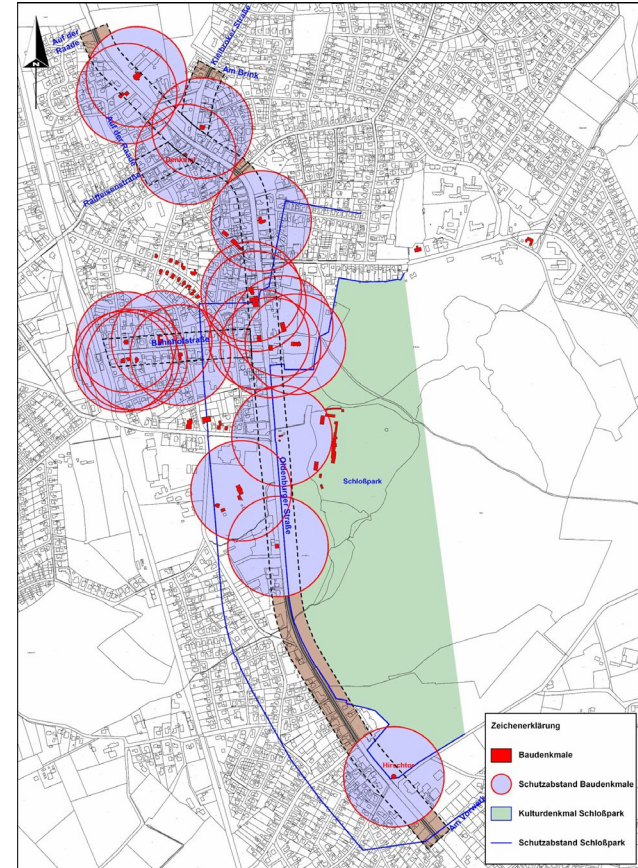 Auf der
Raade
Kleibroker Straße
Am Brink
N
Auf der Raade
Denkmal
Raiffeisenstraße
Bahnhofstraße
Oldenburger Straße
Schloßpark
Hirschtor
Am Vorwerk
Zeichenerklärung
Baudenkmale
Schutzabstand Baudenkmale
Kulturdenkmal Schloßpark
Schutzabstand Schloßpark